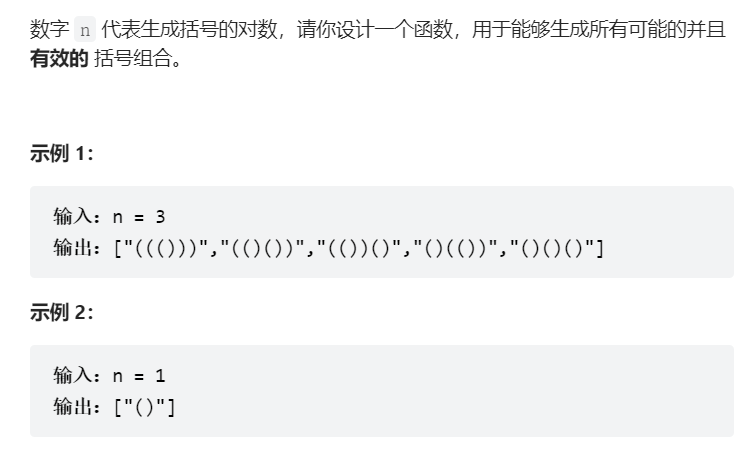 数字 n 代表生成括号的对数，请你设计一个函数，用于能够生成所有可能的并且
有效的 括号组合。
示例 1：
输入：n = 3
输出：["((()))","(()())","(())()","()(())","()()()"]
示例 2：
输入：n = 1
输出：["()"]